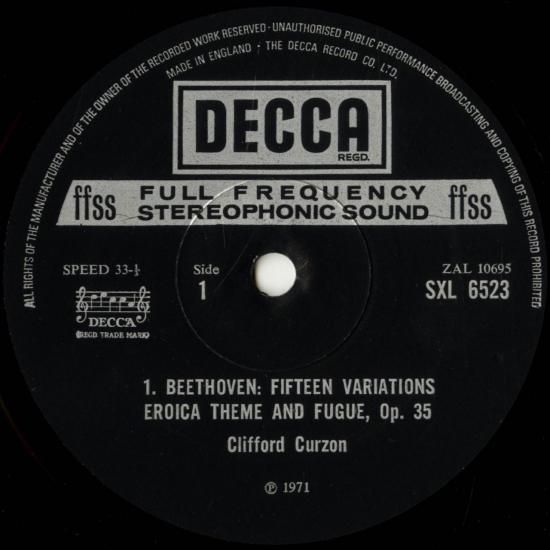 ALL RIGHTS OF THE MANUFACTURER AND OF THE OWNER OF THE RECORDED WORK RESERVED · UNAUTHORISED PUBLIC PERFORMANCE BROADCASTING AND COPYING OF THIS RECORD PROHIBITED
MADE IN ENGLAND · THE DECCA RECORD CO. LTD.
DECCA
REGD.
ffss FULL FREQUENCY STEREOPHONIC SOUND ffss
SPEED 33-⅓
Side
1
ZAL 10695
SXL 6523
DECCA
(REGD TRADE MARK)
1. BEETHOVEN: FIFTEEN VARIATIONS
EROICA THEME AND FUGUE, Op. 35
Clifford Curzon
℗ 1971